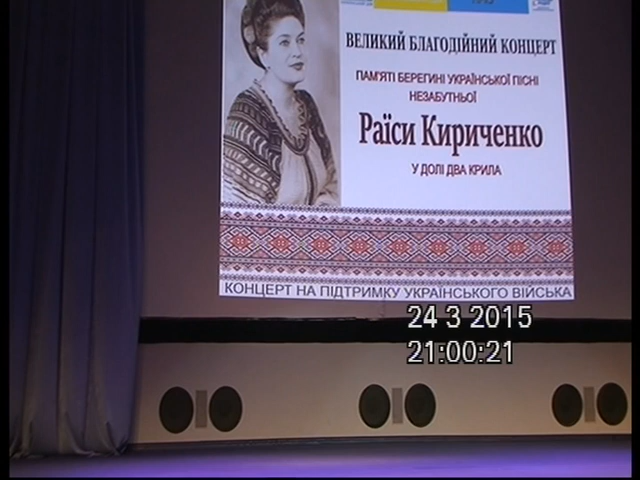 ВЕЛИКИЙ БЛАГОДІЙНИЙ КОНЦЕРТ
ПАМ'ЯТІ БЕРЕГИНІ УКРАЇНСЬКОЇ ПІСНІ
НЕЗАБУТНЬОЇ
Раїси Кириченко
У ДОЛІ ДВА КРИЛА
КОНЦЕРТ НА ПІДТРИМКУ УКРАЇНСЬКОГО ВІЙСЬКА
24 3 2015
21:00:21